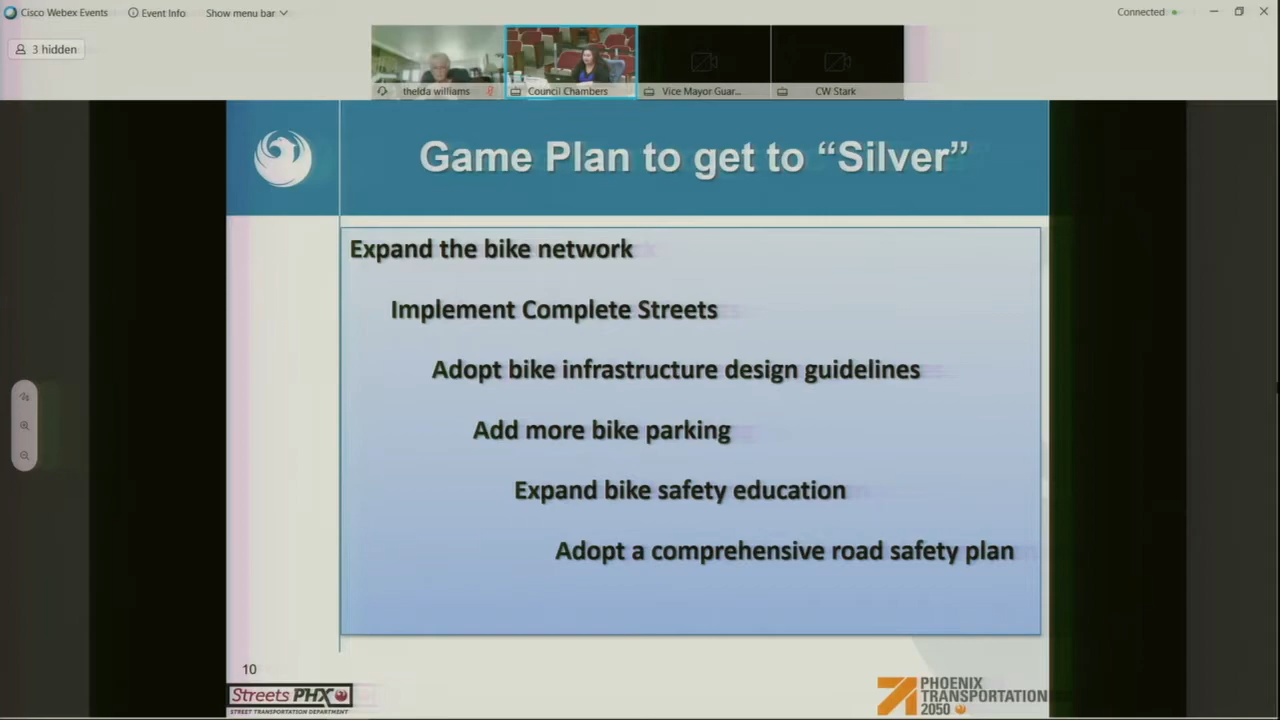 Cisco Webex Events
Event Info
Show menu bar
Connected
3 hidden
thelda williams
Council Chambers
Vice Mayor Guar...
CW Stark
Game Plan to get to “Silver”
Expand the bike network
Implement Complete Streets
Adopt bike infrastructure design guidelines
Add more bike parking
Expand bike safety education
Adopt a comprehensive road safety plan
10
Streets PHX
STREET TRANSPORTATION DEPARTMENT
PHOENIX
TRANSPORTATION
2050